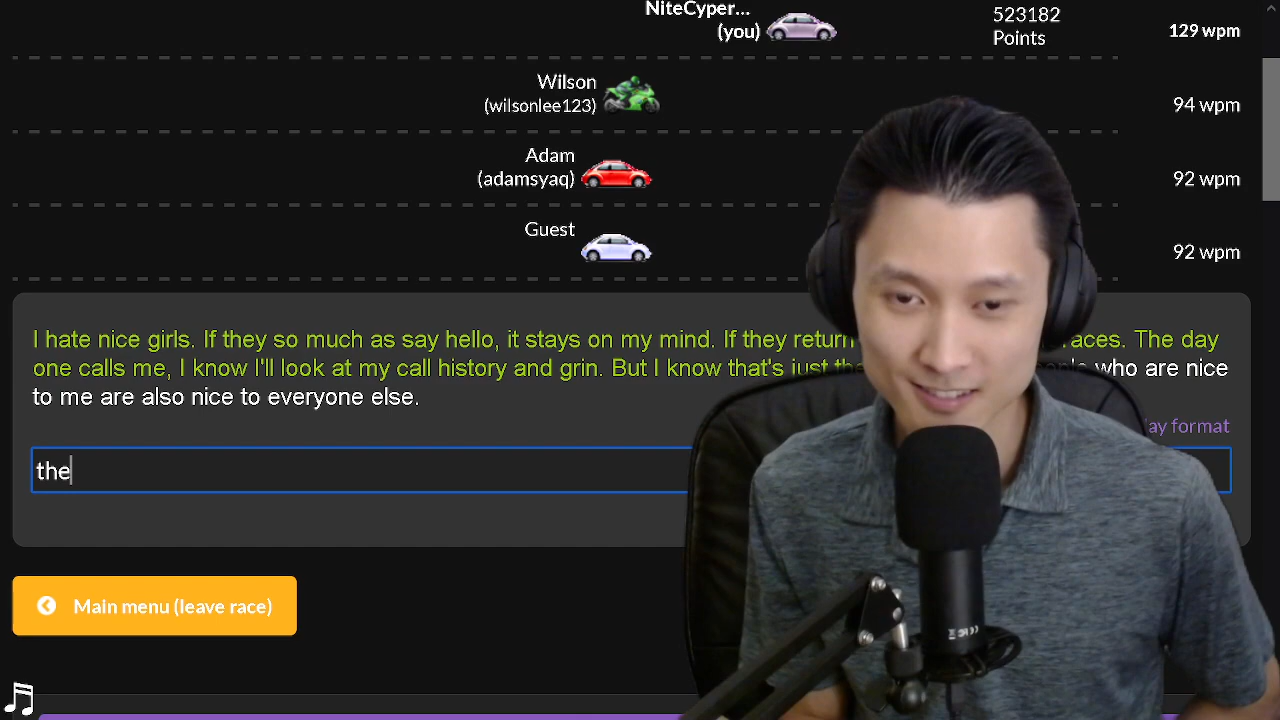 NiteCyper...
(you)
523182
Points
129 wpm
Wilson
(wilsonlee123)
94 wpm
Adam
(adamsyaq)
92 wpm
Guest
92 wpm
I hate nice girls. If they so much as say hello, it stays on my mind. If they return The day
one calls me, I know I'll look at my call history and grin. But I know that's just who are nice
to me are also nice to everyone else.
format
the
Main menu (leave race)